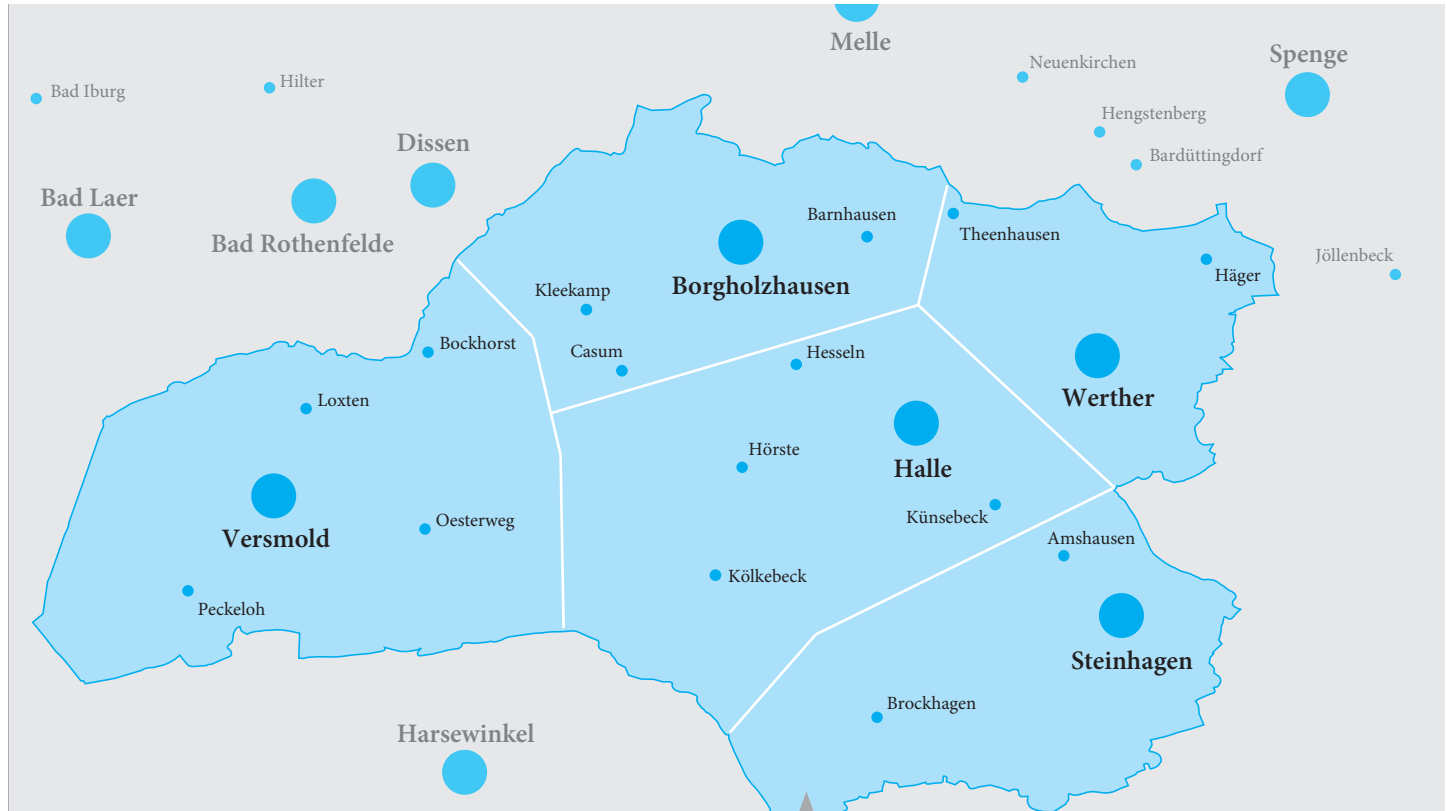 Melle
Spenge
Neuenkirchen
Hilter
Bad Iburg
Hengstenberg
Dissen
Bardüttingdorf
Bad Laer
Barnhausen
Theenhausen
Bad Rothenfelde
Jöllenbeck
Häger
Borgholzhausen
Kleekamp
Bockhorst
Casum
Hesseln
Werther
Loxten
Hörste
Halle
Künsebeck
Oesterweg
Versmold
Amshausen
Kölkebeck
Peckeloh
Steinhagen
Brockhagen
Harsewinkel